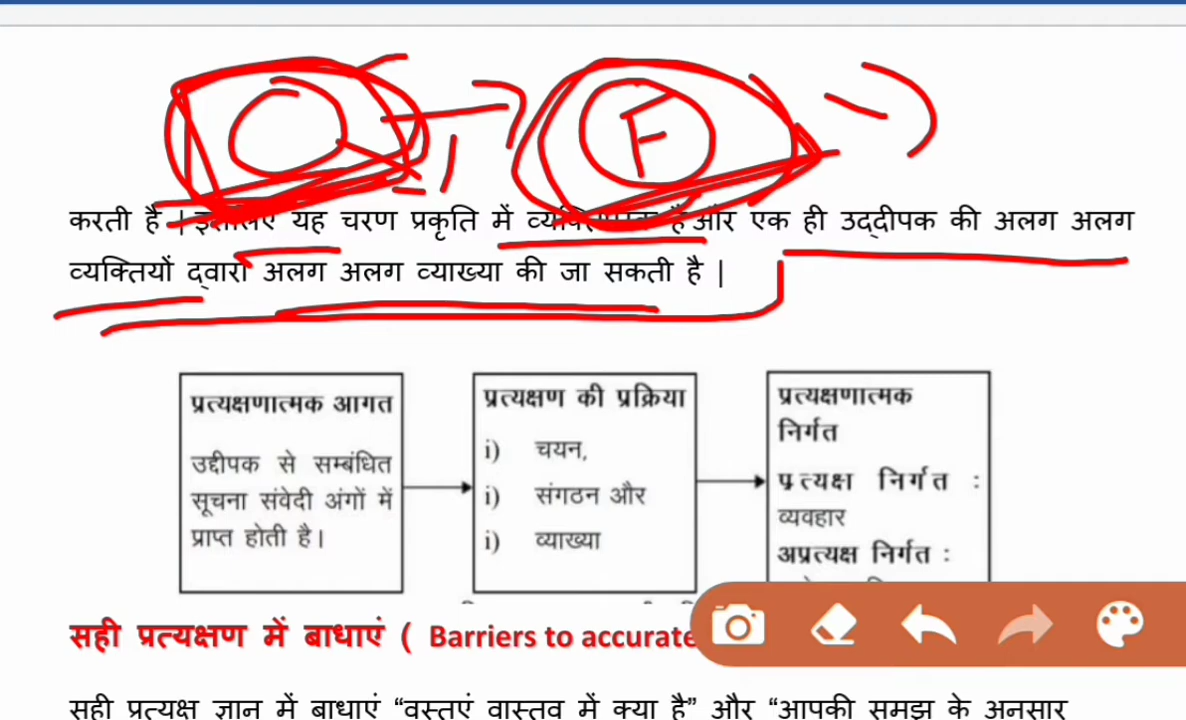 F
करती है | इसलिए यह चरण प्रकृति में व्यक्तिपरक है और एक ही उद्दीपक की अलग अलग
व्यक्तियों द्वारा अलग अलग व्याख्या की जा सकती है |
प्रत्यक्षणात्मक आगत
उद्दीपक से सम्बंधित
सूचना संवेदी अंगों में
प्राप्त होती है।
प्रत्यक्षण की प्रक्रिया
i) चयन,
i) संगठन और
i) व्याख्या
प्रत्यक्षणात्मक
निर्गत
प्रत्यक्ष निर्गत :
व्यवहार
अप्रत्यक्ष निर्गत :
सही प्रत्यक्षण में बाधाएं ( Barriers to accurate
सही प्रत्यक्ष ज्ञान में बाधाएं “वस्तुएं वास्तव में क्या है” और “आपकी समझ के अनुसार